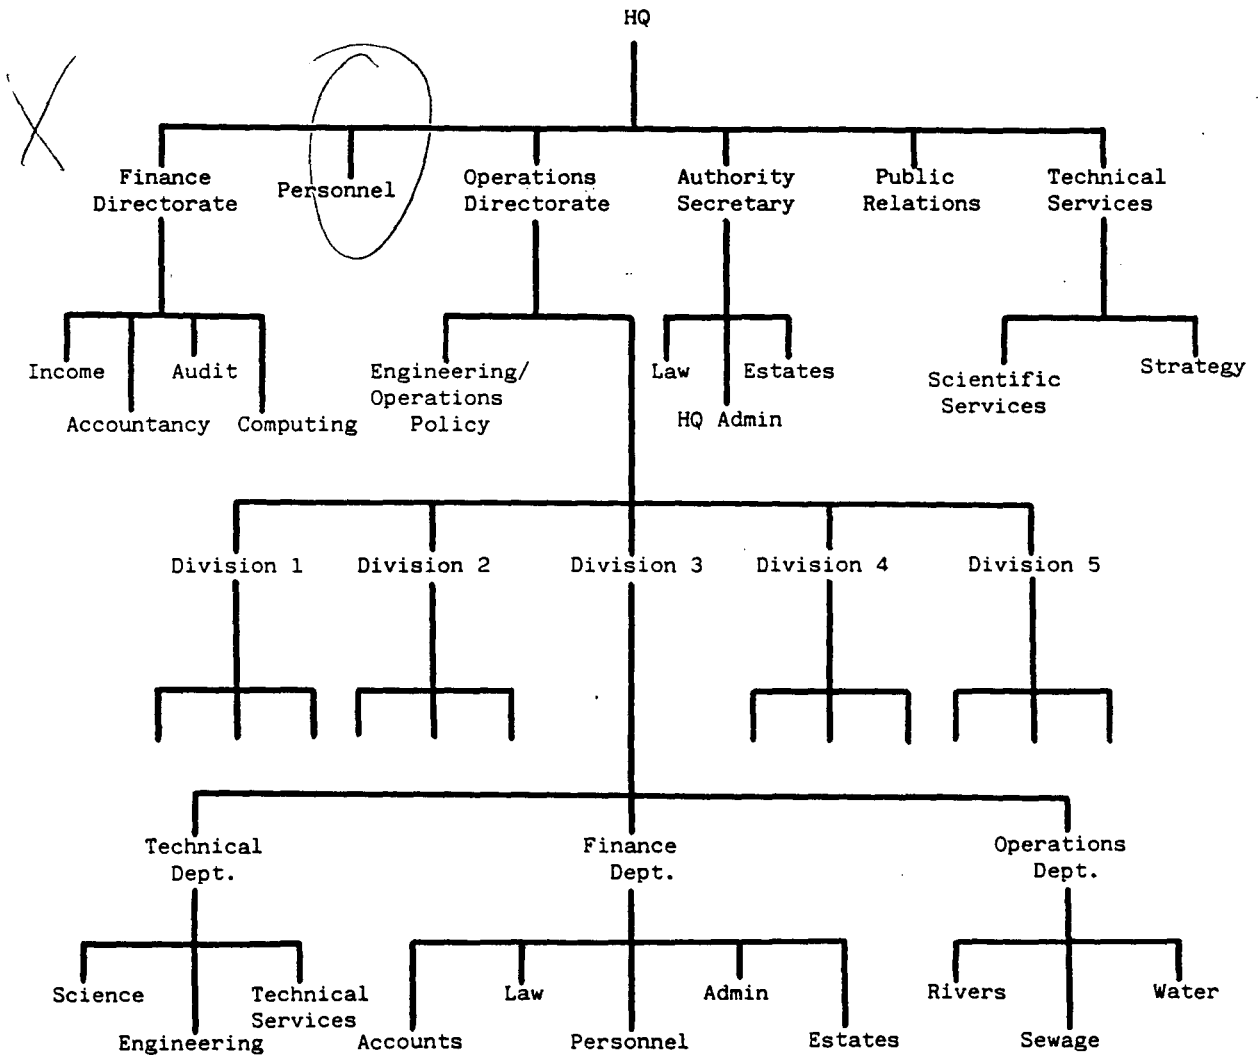 HQ
Finance
Directorate
Personnel
Operations
Directorate
Authority
Secretary
Public
Relations
Technical
Services
Income
Accountancy
Audit
Computing
Engineering/
Operations
Policy
Law
HQ Admin
Estates
Scientific
Services
Strategy
Division 1
Division 2
Division 3
Division 4
Division 5
Technical
Dept.
Finance
Dept.
Operations
Dept.
Science
Engineering
Technical
Services
Accounts
Law
Personnel
Admin
Estates
Rivers
Sewage
Water